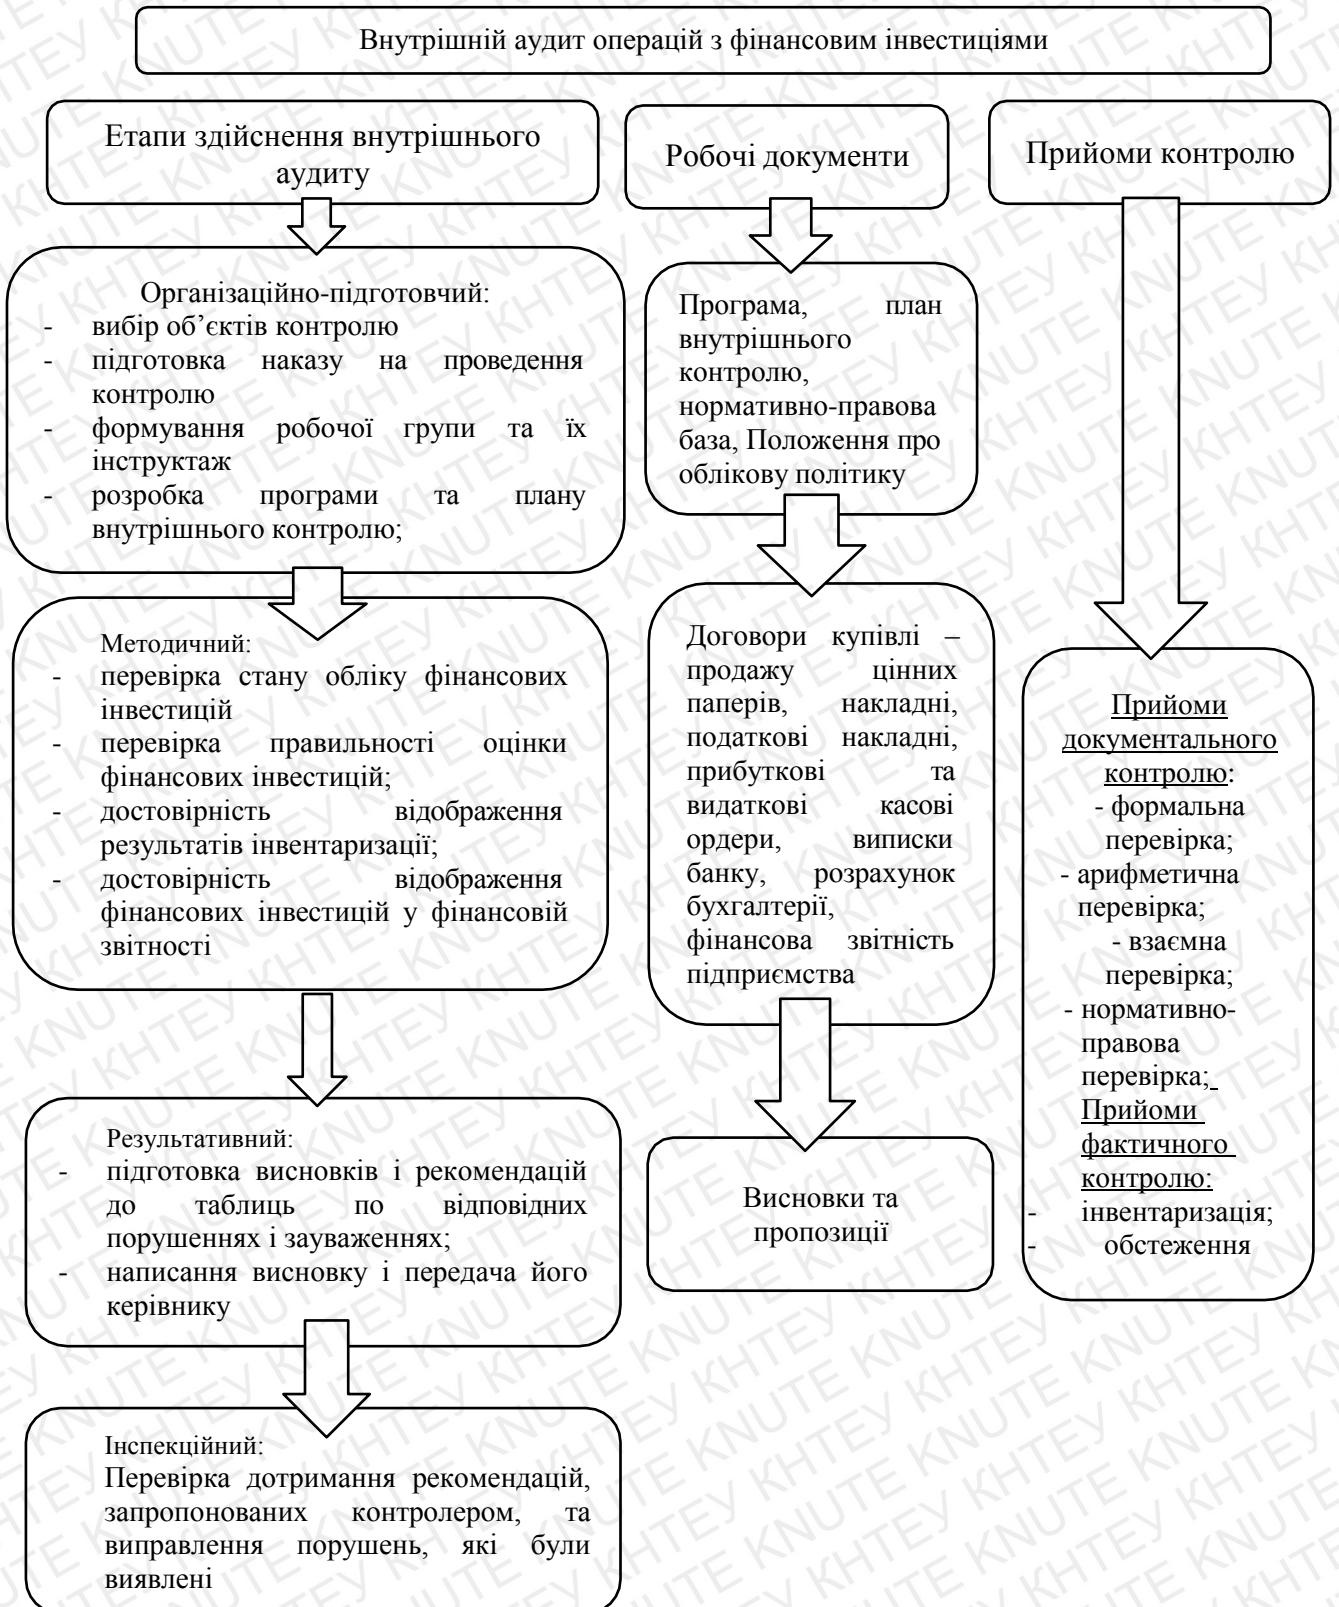 Внутрішній аудит операцій з фінансовим інвестиціями
Етапи здійснення внутрішнього
аудиту
Робочі документи
Прийоми контролю
Організаційно-підготовчий:
- вибір об’єктів контролю
- підготовка наказу на проведення
контролю
- формування робочої групи та їх
інструктаж
- розробка програми та плану
внутрішнього контролю;
Методичний:
- перевірка стану обліку фінансових
інвестицій
- перевірка правильності оцінки
фінансових інвестицій;
- достовірність відображення
результатів інвентаризації;
- достовірність відображення
фінансових інвестицій у фінансовій
звітності
Результативний:
- підготовка висновків і рекомендацій
до таблиць по відповідних
порушеннях і зауваженнях;
- написання висновку і передача його
керівнику
Інспекційний:
Перевірка дотримання рекомендацій,
запропонованих контролером, та
виправлення порушень, які були
виявлені
Програма, план
внутрішнього
контролю,
нормативно-правова
база, Положення про
облікову політику
Договори купівлі –
продажу цінних
паперів, накладні,
податкові накладні,
прибуткові та
видаткові касові
ордери, виписки
банку, розрахунок
бухгалтерії,
фінансова звітність
підприємства
Висновки та
пропозиції
Прийоми
документального
контролю:
- формальна
перевірка;
- арифметична
перевірка;
- взаємна
перевірка;
- нормативно-
правова
перевірка;
Прийоми
фактичного
контролю:
- інвентаризація;
- обстеження